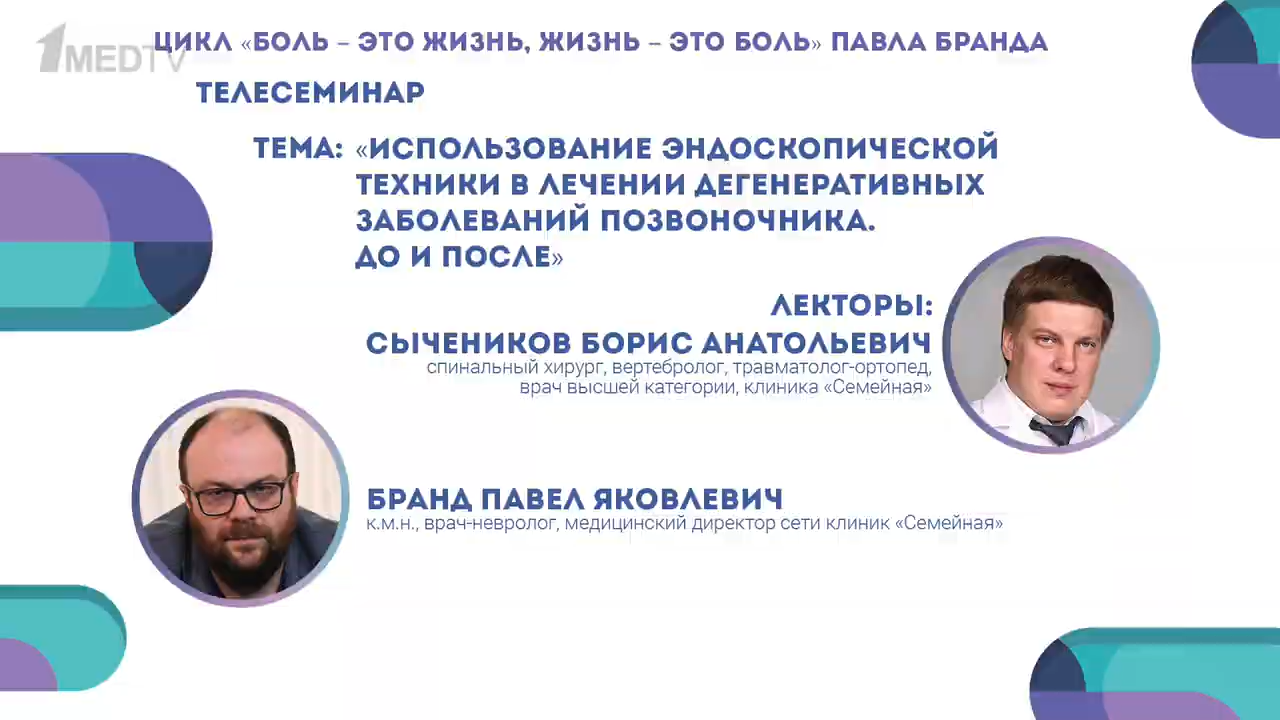 1MEDTV
ЦИКЛ «БОЛЬ – ЭТО ЖИЗНЬ, ЖИЗНЬ – ЭТО БОЛЬ» ПАВЛА БРАНДА
ТЕЛЕСЕМИНАР
ТЕМА: «ИСПОЛЬЗОВАНИЕ ЭНДОСКОПИЧЕСКОЙ
ТЕХНИКИ В ЛЕЧЕНИИ ДЕГЕНЕРАТИВНЫХ
ЗАБОЛЕВАНИЙ ПОЗВОНОЧНИКА.
ДО И ПОСЛЕ»
ЛЕКТОРЫ:
СЫЧЕНИКОВ БОРИС АНАТОЛЬЕВИЧ
спинальный хирург, вертебролог, травматолог-ортопед,
врач высшей категории, клиника «Семейная»
БРАНД ПАВЕЛ ЯКОВЛЕВИЧ
к.м.н., врач-невролог, медицинский директор сети клиник «Семейная»